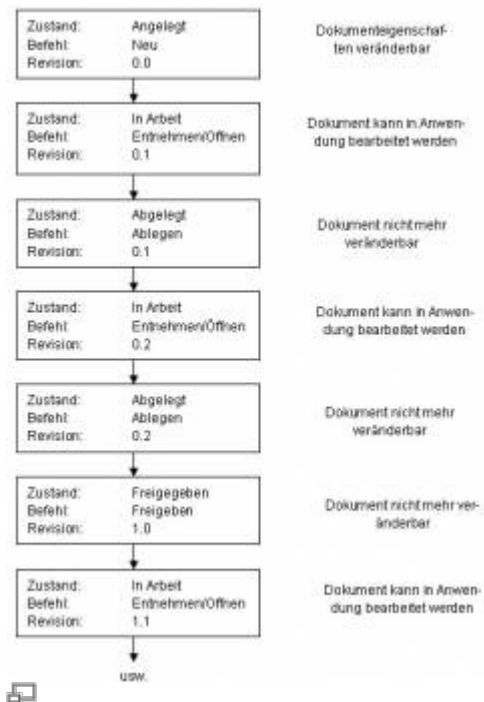 Zustand: Angelegt
Befehl: Neu
Revision: 0.0
Dokumenteigenschaf-
ten veränderbar
Zustand: In Arbeit
Befehl: Entnehmen/Öffnen
Revision: 0.1
Dokument kann in Anwen-
dung bearbeitet werden
Zustand: Abgelegt
Befehl: Ablegen
Revision: 0.1
Dokument nicht mehr
veränderbar
Zustand: In Arbeit
Befehl: Entnehmen/Öffnen
Revision: 0.2
Dokument kann in Anwen-
dung bearbeitet werden
Zustand: Abgelegt
Befehl: Ablegen
Revision: 0.2
Dokument nicht mehr
veränderbar
Zustand: Freigegeben
Befehl: Freigeben
Revision: 1.0
Dokument nicht mehr ver-
änderbar
Zustand: In Arbeit
Befehl: Entnehmen/Öffnen
Revision: 1.1
Dokument kann in Anwen-
dung bearbeitet werden
usw.